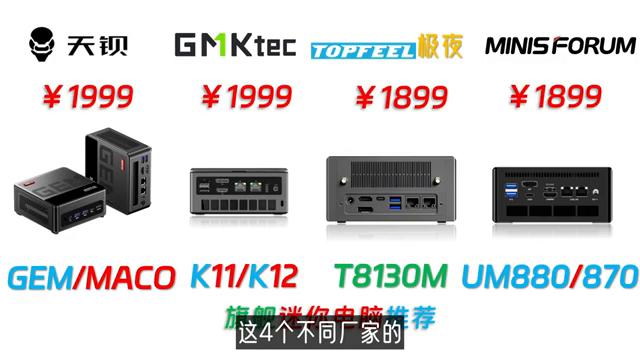 天钡 GMKtec TOPFEEL极夜 MINISFORUM
￥1999 ￥1999 ￥1899 ￥1899
GEM
GEM/MACO K11/K12 T8130M UM880/870
旗舰迷你电脑推荐
这4个不同厂家的